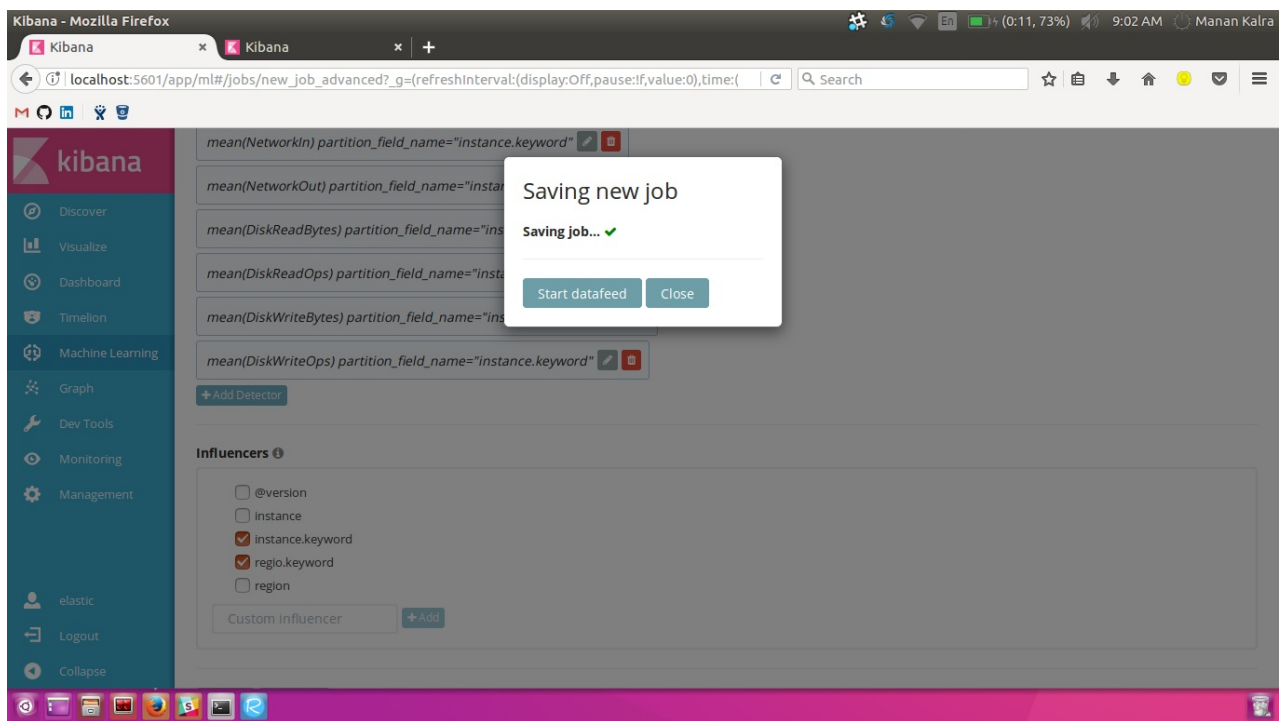 Kibana - Mozilla Firefox
En (0:11, 73%) 9:02 AM Manan Kalra
Kibana × Kibana × +
localhost:5601/app/ml#/jobs/new_job_advanced?_g=(refreshInterval:(display:Off,pause:!f,value:0),time:( Search
kibana
Discover
Visualize
Dashboard
Timelion
Machine Learning
Graph
Dev Tools
Monitoring
Management
elastic
Logout
Collapse
mean(NetworkIn) partition_field_name="instance.keyword"
mean(NetworkOut) partition_field_name="instan
mean(DiskReadBytes) partition_field_name="ins
mean(DiskReadOps) partition_field_name="insta
mean(DiskWriteBytes) partition_field_name="ins
mean(DiskWriteOps) partition_field_name="instance.keyword"
+ Add Detector
Saving new job
Saving job... ✔
Start datafeed Close
Influencers
@version
instance
instance.keyword
regio.keyword
region
Custom influencer + Add